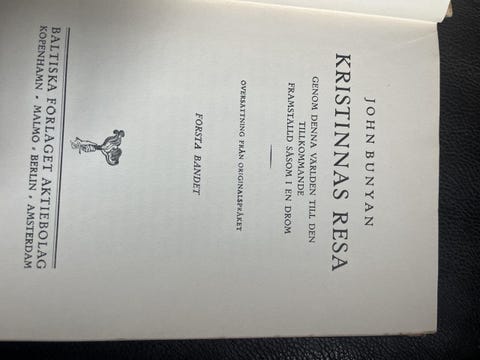 JOHN BUNYAN
KRISTINNAS RESA
GENOM DENNA VÄRLDEN TILL DEN
TILLKOMMANDE
FRAMSTÄLLD SÅSOM I EN DRÖM
ÖVERSÄTTNING FRÅN ORIGINALSPRÅKET
FÖRSTA BANDET
BALTISKA FÖRLAGET AKTIEBOLAG
KÖPENHAMN · MALMÖ · BERLIN · AMSTERDAM